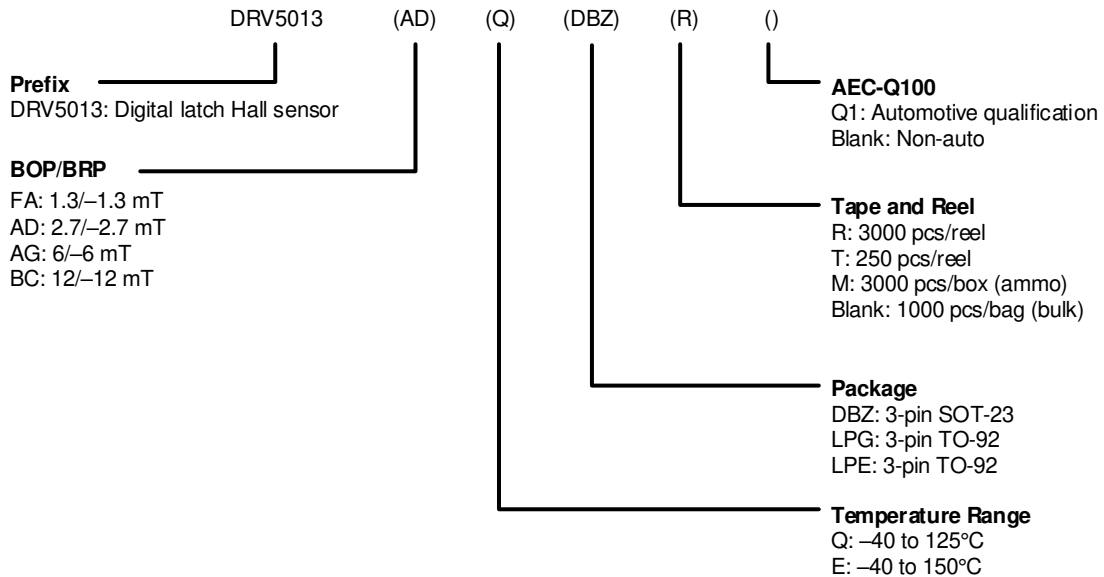 DRV5013 (AD) (Q) (DBZ) (R) ()
Prefix
DRV5013: Digital latch Hall sensor
BOP/BRP
FA: 1.3/–1.3 mT
AD: 2.7/–2.7 mT
AG: 6/–6 mT
BC: 12/–12 mT
AEC-Q100
Q1: Automotive qualification
Blank: Non-auto
Tape and Reel
R: 3000 pcs/reel
T: 250 pcs/reel
M: 3000 pcs/box (ammo)
Blank: 1000 pcs/bag (bulk)
Package
DBZ: 3-pin SOT-23
LPG: 3-pin TO-92
LPE: 3-pin TO-92
Temperature Range
Q: –40 to 125°C
E: –40 to 150°C